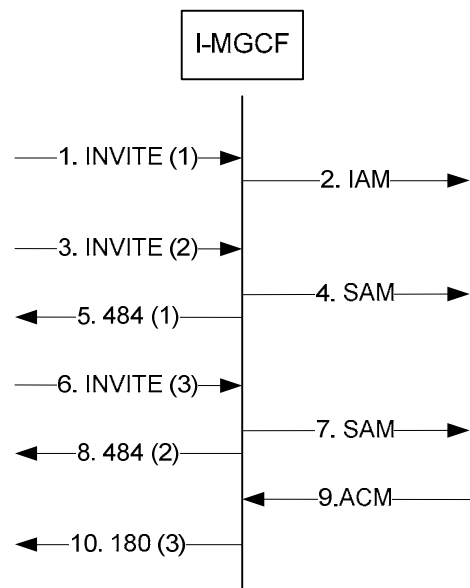 I-MGCF
1. INVITE (1)
2. IAM
3. INVITE (2)
4. SAM
5. 484 (1)
6. INVITE (3)
7. SAM
8. 484 (2)
9.ACM
10. 180 (3)